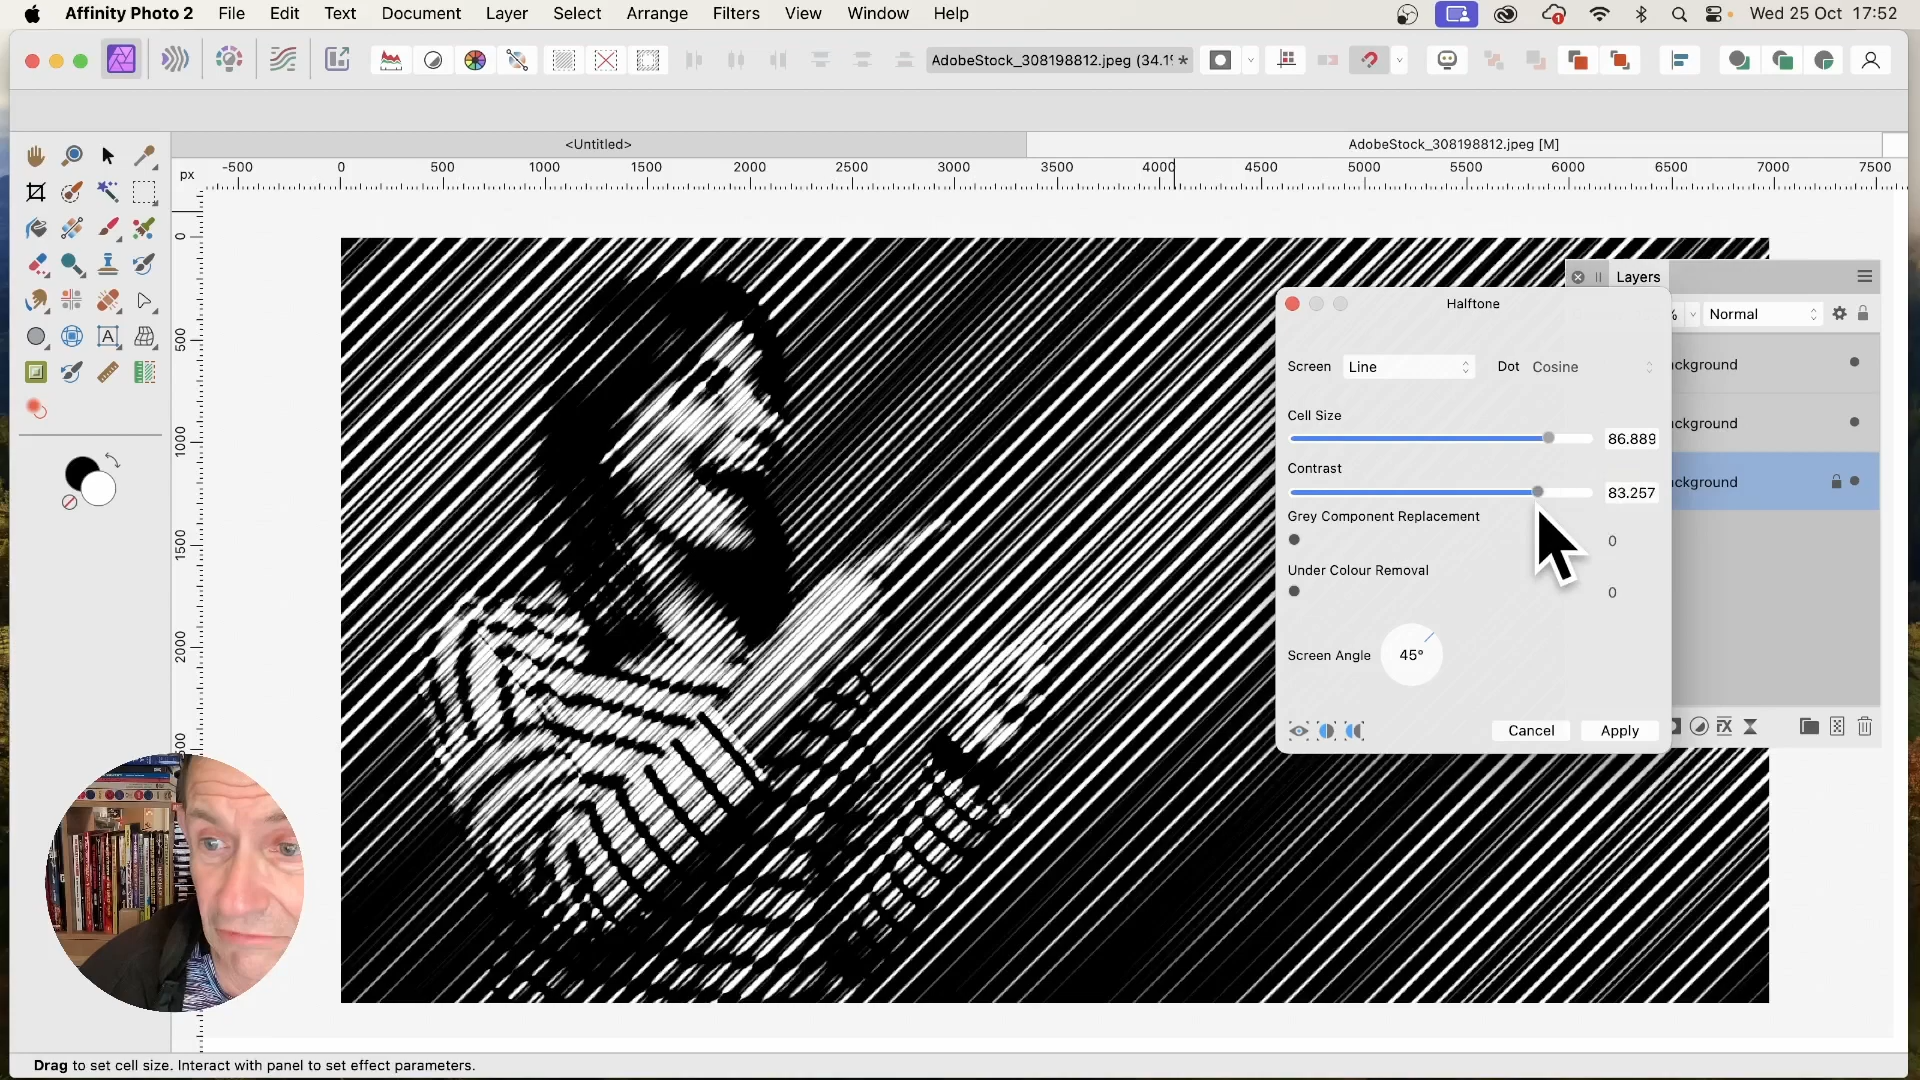 Affinity Photo 2 File Edit Text Document Layer Select Arrange Filters View Window Help
Wed 25 Oct 17:52
AdobeStock_308198812.jpeg (34.1% *
<Untitled>
AdobeStock_308198812.jpeg [M]
px
-500 0 500 1000 1500 2000 2500 3000 3500 4000 4500 5000 5500 6000 6500 7000 7500
0
500
1000
1500
2000
Layers
Halftone
% Normal
Screen Line Dot Cosine
ckground
Cell Size
86.889
ckground
Contrast
83.257
ckground
Grey Component Replacement
0
Under Colour Removal
0
Screen Angle 45°
Cancel Apply
Drag to set cell size. Interact with panel to set effect parameters.